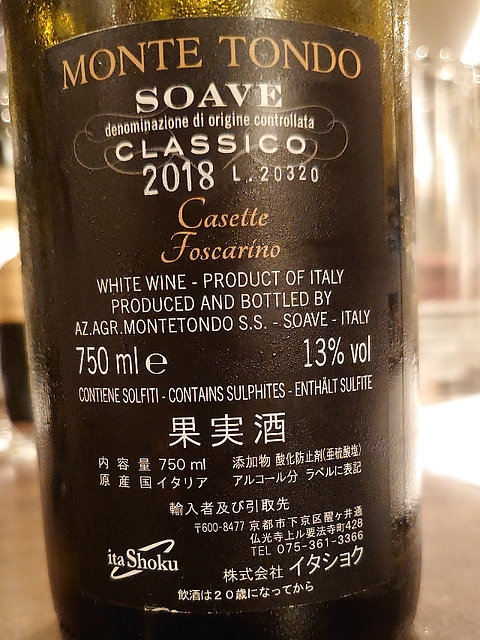 MONTE TONDO
SOAVE
denominazione di origine controllata
CLASSICO
2018 L.20320
Casette
Foscarino
WHITE WINE - PRODUCT OF ITALY
PRODUCED AND BOTTLED BY
AZ.AGR.MONTETONDO S.S. - SOAVE - ITALY
750 ml e 13% vol
CONTIENE SOLFITI - CONTAINS SULPHITES - ENTHÄLT SULFITE
果実酒
内容量 750 ml 添加物 酸化防止剤(亜硫酸塩)
原産国 イタリア アルコール分 ラベルに表記
輸入者及び引取先
〒600-8477 京都市下京区醒ヶ井通
仏光寺上ル要法寺町428
TEL 075-361-3366
itaShoku 株式会社 イタショク
飲酒は20歳になってから